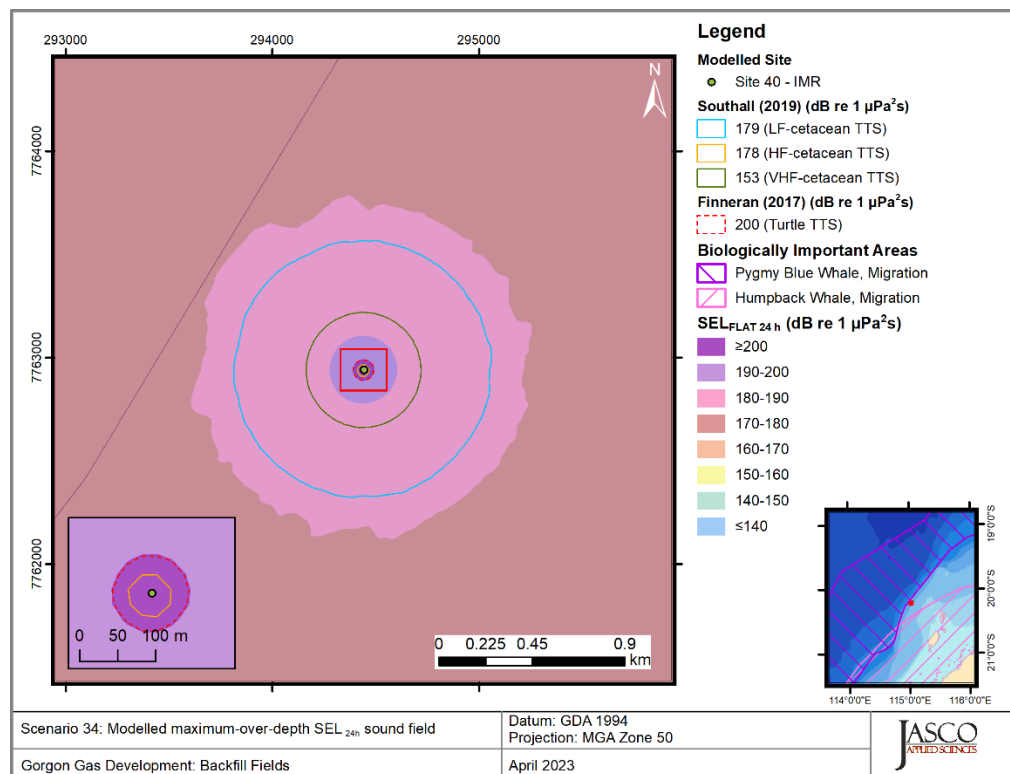 293000
294000
295000
7764000
7763000
7762000
N
0 50 100 m
0 0.225 0.45 0.9
km
Legend
Modelled Site
Site 40 - IMR
Southall (2019) (dB re 1 µPa²s)
179 (LF-cetacean TTS)
178 (HF-cetacean TTS)
153 (VHF-cetacean TTS)
Finneran (2017) (dB re 1 µPa²s)
200 (Turtle TTS)
Biologically Important Areas
Pygmy Blue Whale, Migration
Humpback Whale, Migration
SEL FLAT 24 h (dB re 1 µPa²s)
≥200
190-200
180-190
170-180
160-170
150-160
140-150
≤140
19°0'0"S
20°0'0"S
21°0'0"S
114°0'0"E 115°0'0"E 116°0'0"E
Scenario 34: Modelled maximum-over-depth SEL 24h sound field
Datum: GDA 1994
Projection: MGA Zone 50
Gorgon Gas Development: Backfill Fields
April 2023
JASCO
APPLIED SCIENCES